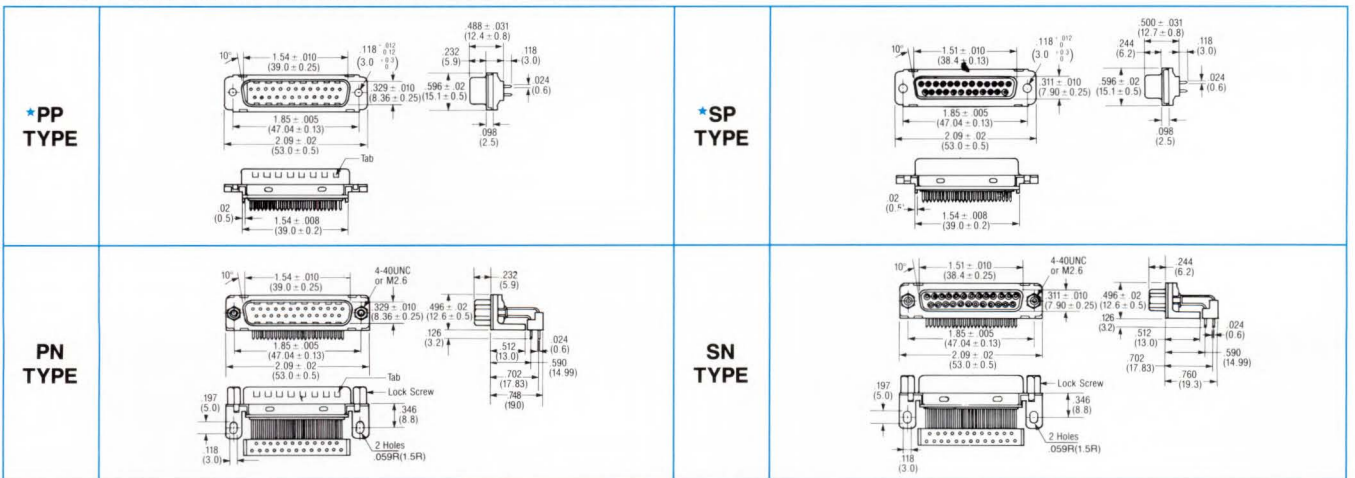 ★PP
TYPE
10°
1.54 ± .010
(39.0 ± 0.25)
.118
(3.0
.329 ± .010
(8.36 ± 0.25)
1.85 ± .005
(47.04 ± 0.13)
2.09 ± .02
(53.0 ± 0.5)
.488 ± .031
(12.4 ± 0.8)
.232
(5.9)
.118
(3.0)
.596 ± .02
(15.1 ± 0.5)
.024
(0.6)
.098
(2.5)
Tab
.02
(0.5)
1.54 ± .008
(39.0 ± 0.2)
★SP
TYPE
10°
1.51 ± .010
(38.4 ± 0.13)
.118
(3.0
.311 ± .010
(7.90 ± 0.25)
1.85 ± .005
(47.04 ± 0.13)
2.09 ± .02
(53.0 ± 0.5)
.500 ± .031
(12.7 ± 0.8)
.244
(6.2)
.118
(3.0)
.596 ± .02
(15.1 ± 0.5)
.024
(0.6)
.098
(2.5)
.02
1.54 ± .008
(39.0 ± 0.2)
PN
TYPE
10°
1.54 ± .010
(39.0 ± 0.25)
4-40UNC
or M2.6
.329 ± .010
(8.36 ± 0.25)
1.85 ± .005
(47.04 ± 0.13)
2.09 ± .02
(53.0 ± 0.5)
.232
(5.9)
.496 ± .02
(12.6 ± 0.5)
.126
(3.2)
.512
(13.0)
.024
(0.6)
.590
(14.99)
.702
(17.83)
.748
(19.0)
Tab
Lock Screw
.197
(5.0)
.346
(8.8)
.118
(3.0)
2 Holes
.059R(1.5R)
SN
TYPE
10°
1.51 ± .010
(38.4 ± 0.25)
4-40UNC
or M2.6
.311 ± .010
(7.90 ± 0.25)
1.85 ± .005
(47.04 ± 0.13)
2.09 ± .02
(53.0 ± 0.5)
.244
(6.2)
.496 ± .02
(12.6 ± 0.5)
.126
(3.2)
.512
(13.0)
.024
(0.6)
.590
(14.99)
.702
(17.83)
.760
(19.3)
Lock Screw
.197
(5.0)
.346
(8.8)
.118
(3.0)
2 Holes
.059R(1.5R)